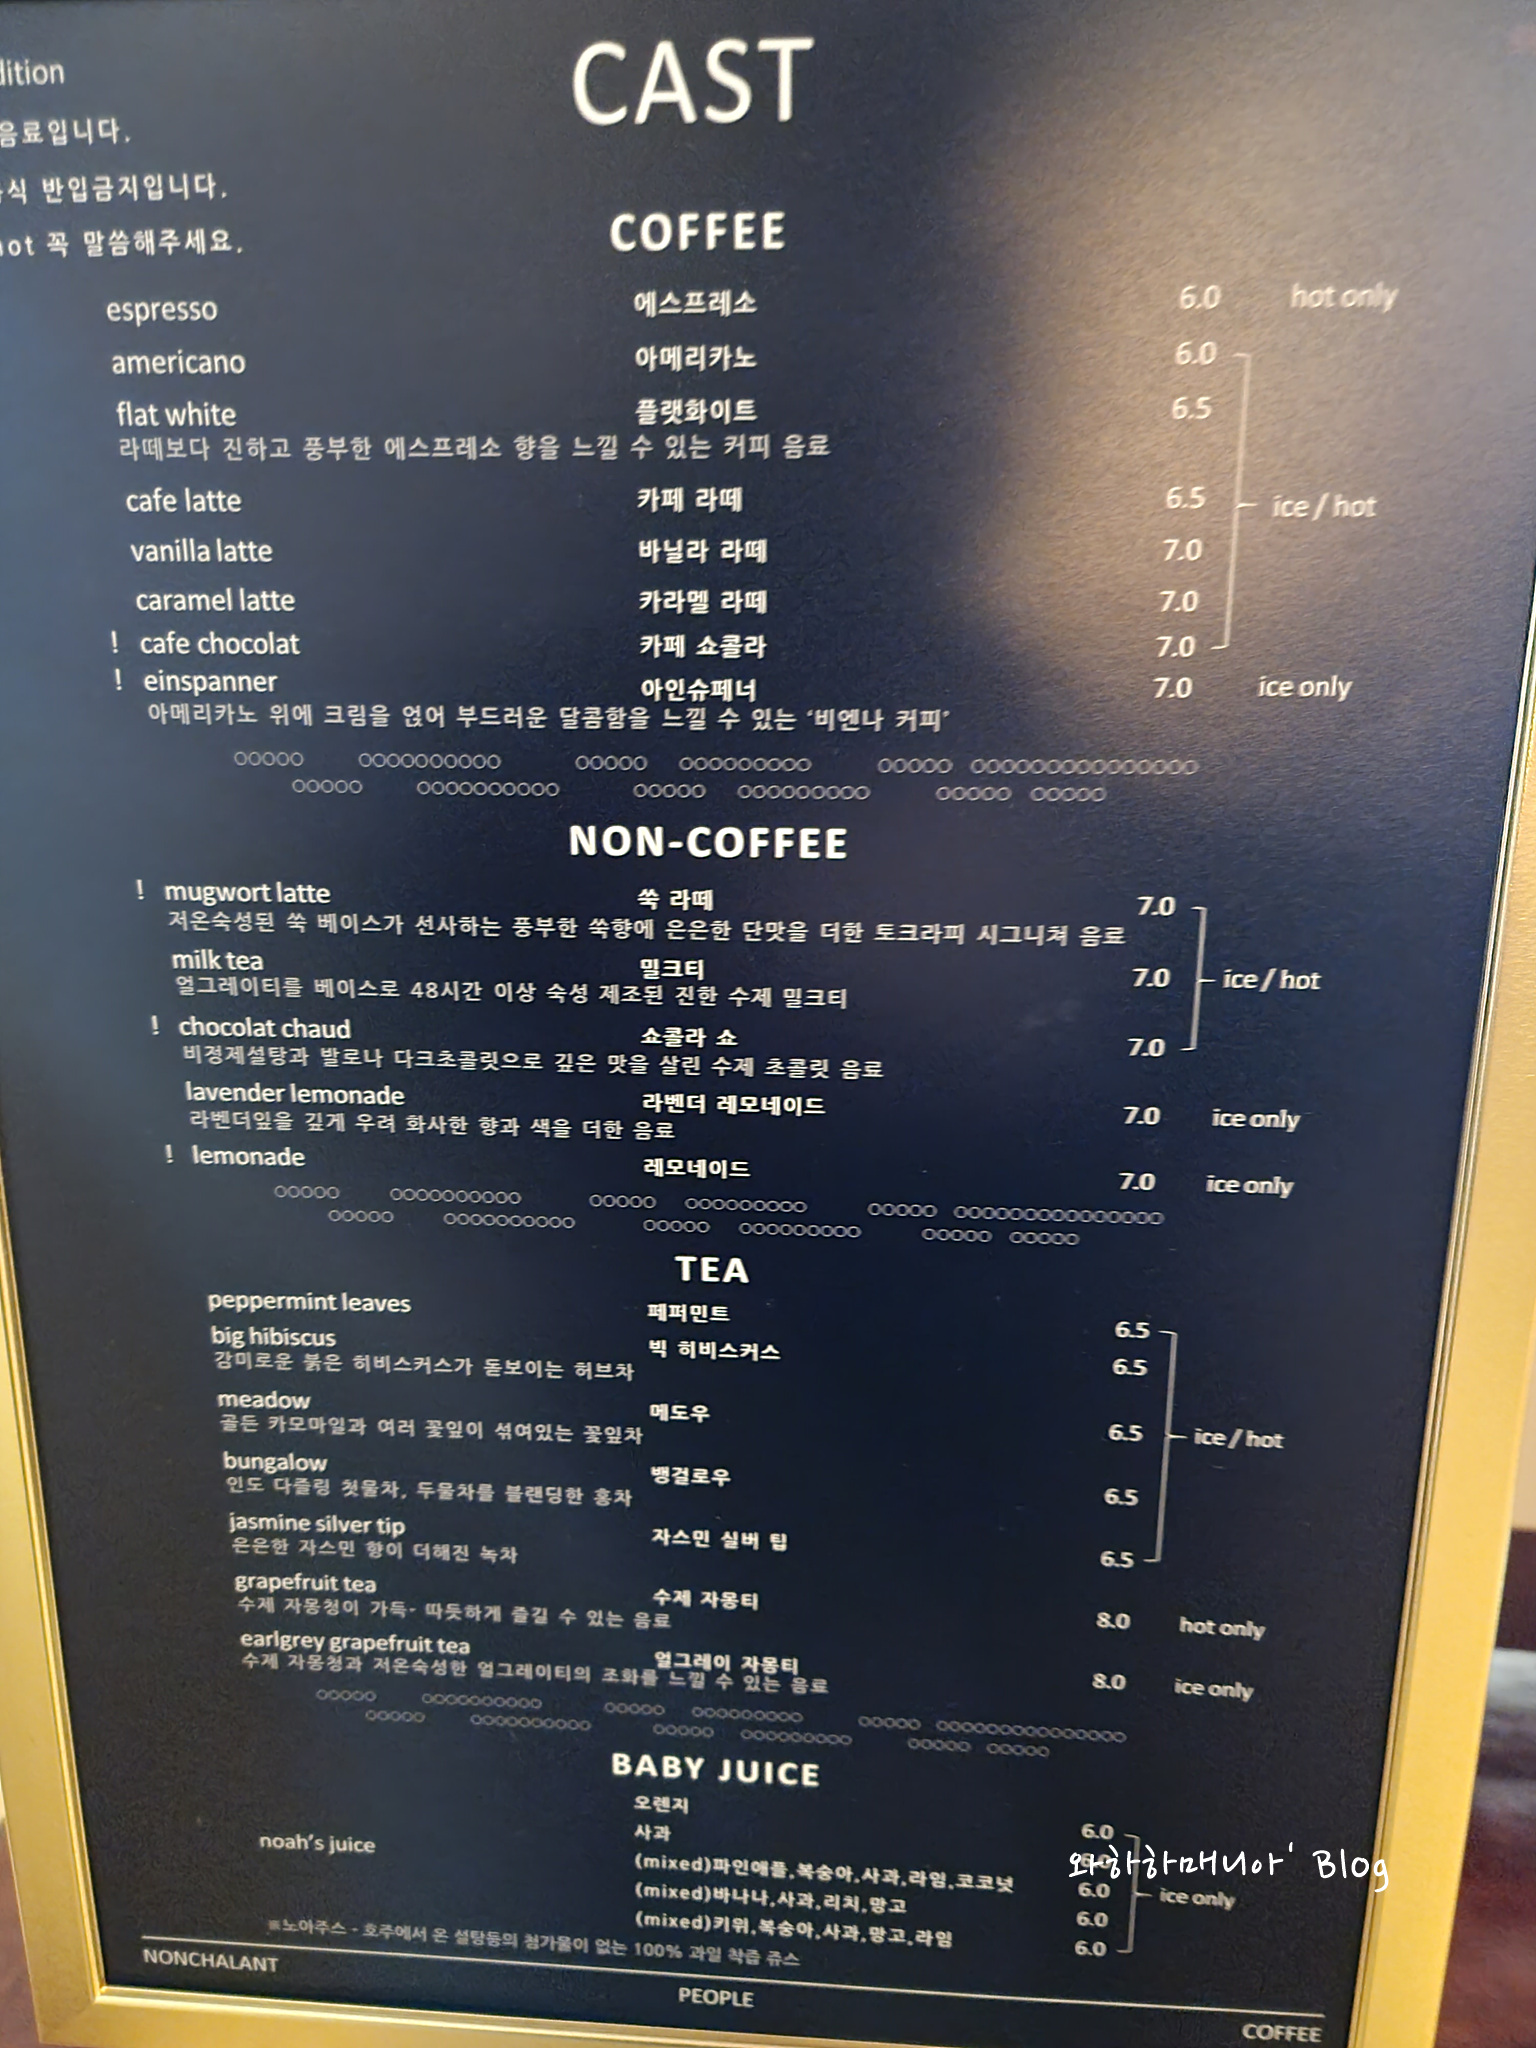 dition
음료입니다.
식 반입금지입니다.
hot 꼭 말씀해주세요.
CAST
COFFEE
espresso 에스프레소 6.0 hot only
americano 아메리카노 6.0
flat white 플랫화이트 6.5
라떼보다 진하고 풍부한 에스프레소 향을 느낄 수 있는 커피 음료
cafe latte 카페 라떼 6.5 ice / hot
vanilla latte 바닐라 라떼 7.0
caramel latte 카라멜 라떼 7.0
! cafe chocolat 카페 쇼콜라 7.0
! einspanner 아인슈페너 7.0 ice only
아메리카노 위에 크림을 얹어 부드러운 달콤함을 느낄 수 있는 ‘비엔나 커피’
NON-COFFEE
! mugwort latte 쑥 라떼 7.0
저온숙성된 쑥 베이스가 선사하는 풍부한 쑥향에 은은한 단맛을 더한 토크라피 시그니쳐 음료
milk tea 밀크티 7.0 ice / hot
얼그레이티를 베이스로 48시간 이상 숙성 제조된 진한 수제 밀크티
! chocolat chaud 쇼콜라 쇼 7.0
비정제설탕과 발로나 다크초콜릿으로 깊은 맛을 살린 수제 초콜릿 음료
lavender lemonade 라벤더 레모네이드 7.0 ice only
라벤더잎을 깊게 우려 화사한 향과 색을 더한 음료
! lemonade 레모네이드 7.0 ice only
TEA
peppermint leaves 페퍼민트 6.5
big hibiscus 빅 히비스커스 6.5
감미로운 붉은 히비스커스가 돋보이는 허브차
meadow 메도우 6.5 ice / hot
골든 카모마일과 여러 꽃잎이 섞여있는 꽃잎차
bungalow 뱅걸로우 6.5
인도 다즐링 첫물차, 두물차를 블랜딩한 홍차
jasmine silver tip 자스민 실버 팁 6.5
은은한 자스민 향이 더해진 녹차
grapefruit tea 수제 자몽티 8.0 hot only
수제 자몽청이 가득- 따듯하게 즐길 수 있는 음료
earlgrey grapefruit tea 얼그레이 자몽티 8.0 ice only
수제 자몽청과 저온숙성한 얼그레이티의 조화를 느낄 수 있는 음료
BABY JUICE
오렌지 6.0
noah’s juice 사과
(mixed)파인애플,복숭아,사과,라임,코코넛 6.0 ice only
(mixed)바나나,사과,리치,망고 6.0
(mixed)키위,복숭아,사과,망고,라임 6.0
※노아주스 - 호주에서 온 설탕등의 첨가물이 없는 100% 과일 착즙 쥬스
NONCHALANT PEOPLE COFFEE
와하하매니아' Blog